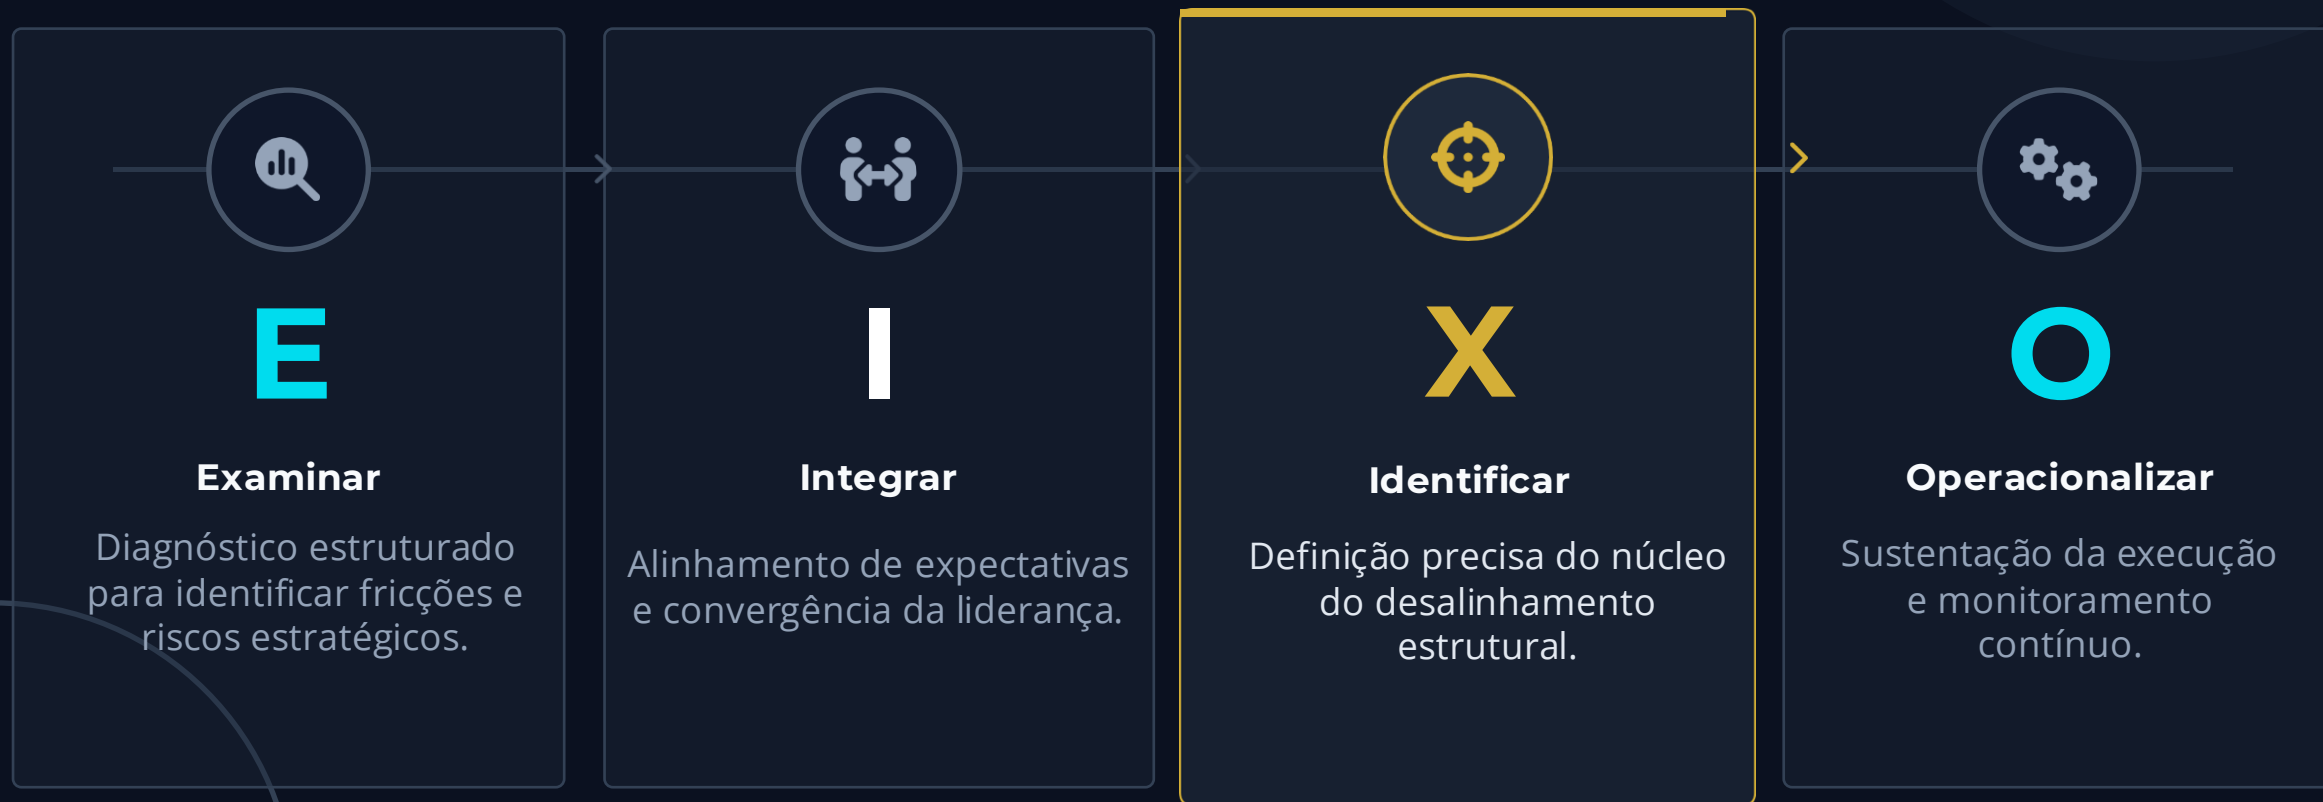 E
Examinar
Diagnóstico estruturado
para identificar fricções e
riscos estratégicos.
I
Integrar
Alinhamento de expectativas
e convergência da liderança.
X
Identificar
Definição precisa do núcleo
do desalinhamento
estrutural.
O
Operacionalizar
Sustentação da execução
e monitoramento
contínuo.